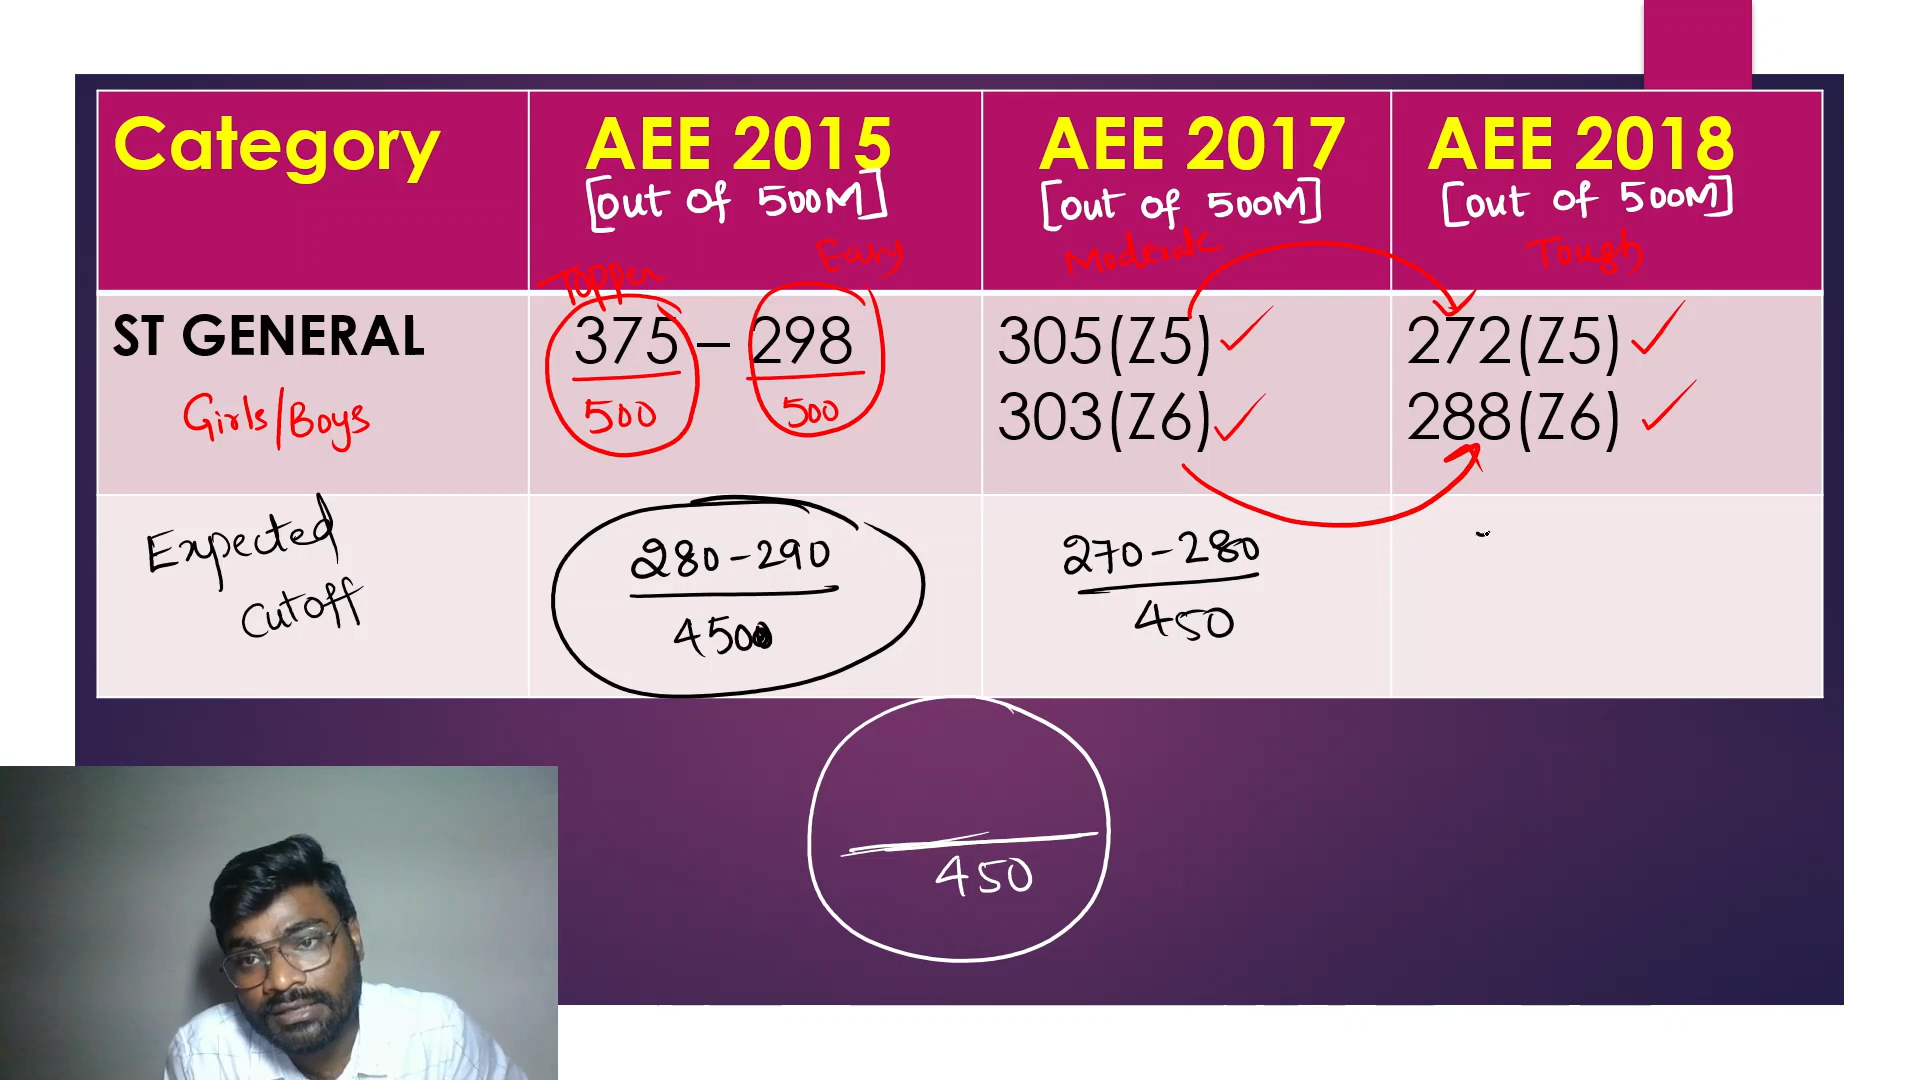 Category
AEE 2015
[out of 500M]
AEE 2017
[out of 500M]
AEE 2018
[out of 500M]
Topper
Easy
Moderate
Tough
ST GENERAL
Girls/Boys
375 – 298
500
500
305(Z5)
303(Z6)
272(Z5)
288(Z6)
Expected
Cutoff
280-290
4500
270-280
450
450